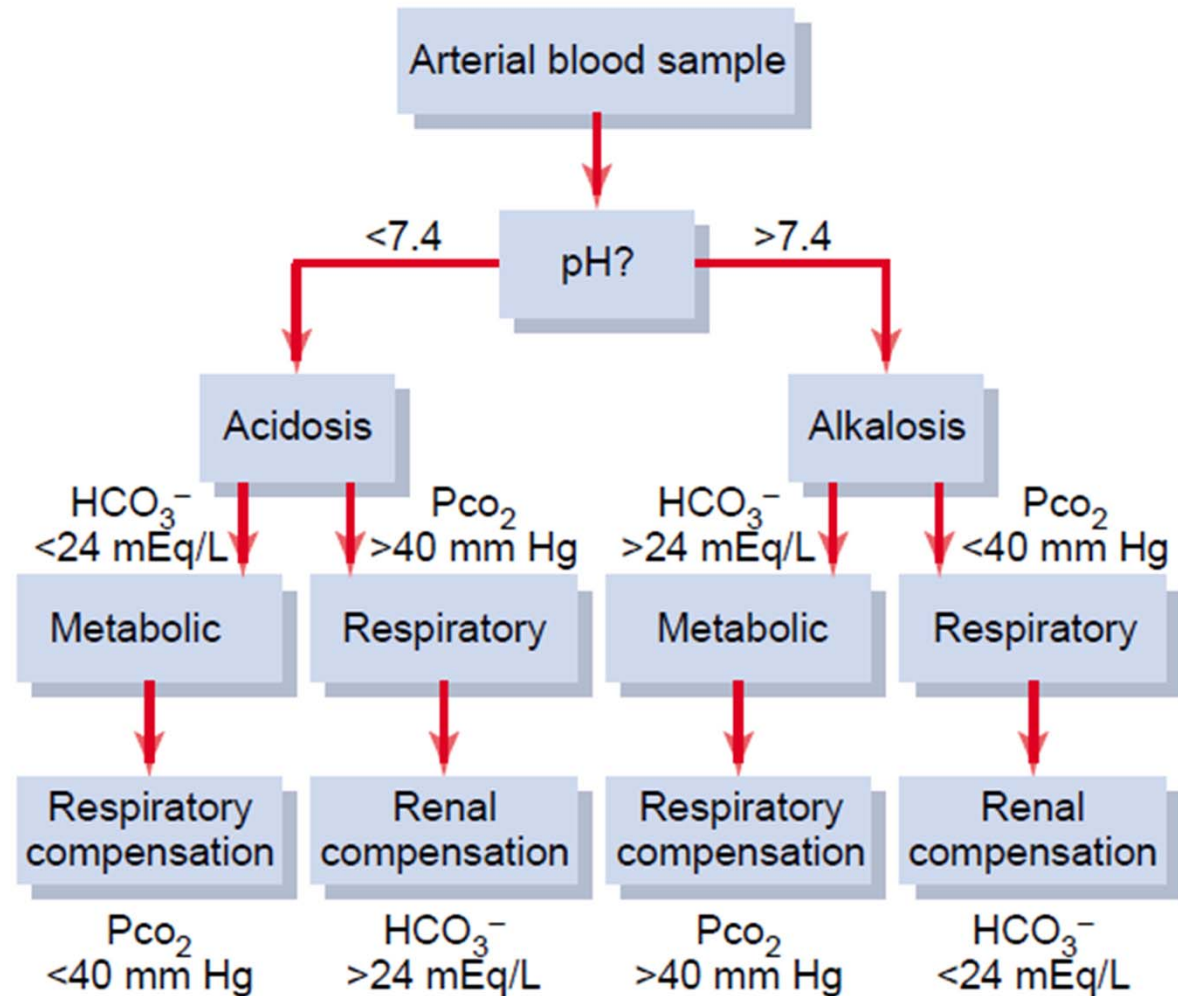 Arterial blood sample
<7.4
pH?
>7.4
Acidosis
Alkalosis
HCO₃⁻
<24 mEq/L
Pco₂
>40 mm Hg
HCO₃⁻
>24 mEq/L
Pco₂
<40 mm Hg
Metabolic
Respiratory
Metabolic
Respiratory
Respiratory
compensation
Renal
compensation
Respiratory
compensation
Renal
compensation
Pco₂
<40 mm Hg
HCO₃⁻
>24 mEq/L
Pco₂
>40 mm Hg
HCO₃⁻
<24 mEq/L